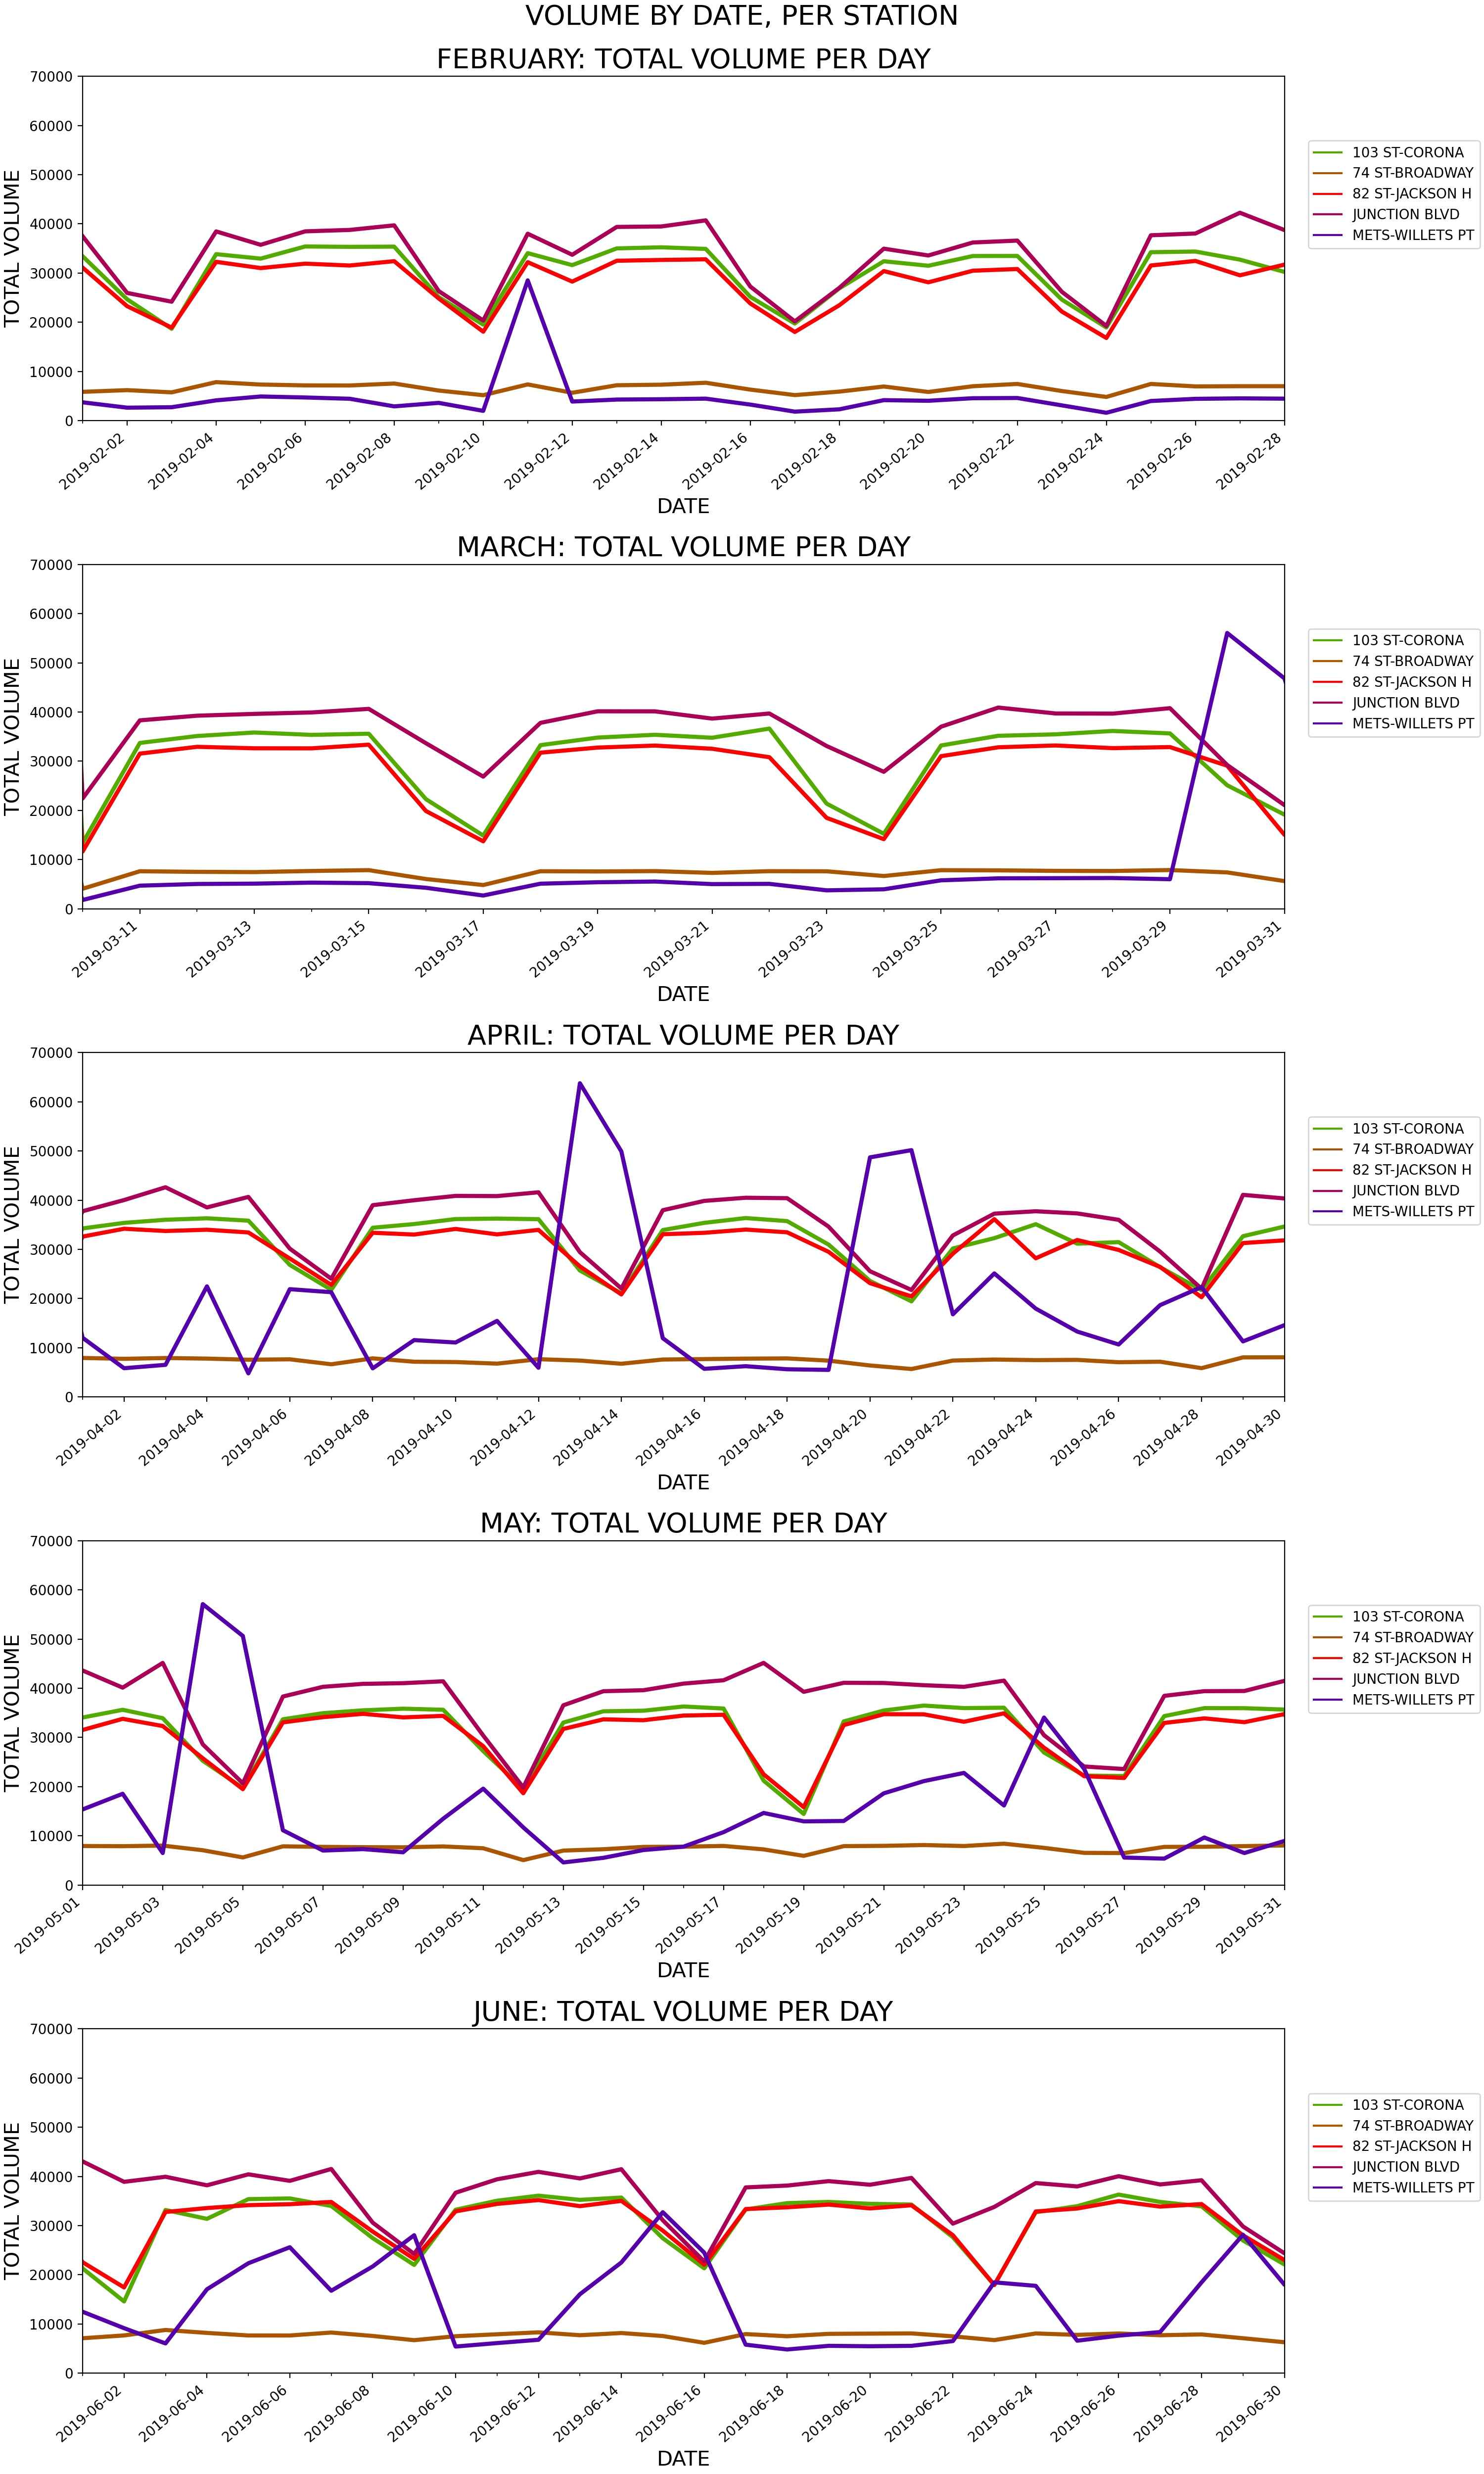 VOLUME BY DATE, PER STATION
FEBRUARY: TOTAL VOLUME PER DAY
TOTAL VOLUME
70000
60000
50000
40000
30000
20000
10000
0
2019-02-02
2019-02-04
2019-02-06
2019-02-08
2019-02-10
2019-02-12
2019-02-14
2019-02-16
2019-02-18
2019-02-20
2019-02-22
2019-02-24
2019-02-26
2019-02-28
DATE
103 ST-CORONA
74 ST-BROADWAY
82 ST-JACKSON H
JUNCTION BLVD
METS-WILLETS PT
MARCH: TOTAL VOLUME PER DAY
TOTAL VOLUME
70000
60000
50000
40000
30000
20000
10000
0
2019-03-11
2019-03-13
2019-03-15
2019-03-17
2019-03-19
2019-03-21
2019-03-23
2019-03-25
2019-03-27
2019-03-29
2019-03-31
DATE
103 ST-CORONA
74 ST-BROADWAY
82 ST-JACKSON H
JUNCTION BLVD
METS-WILLETS PT
APRIL: TOTAL VOLUME PER DAY
TOTAL VOLUME
70000
60000
50000
40000
30000
20000
10000
0
2019-04-02
2019-04-04
2019-04-06
2019-04-08
2019-04-10
2019-04-12
2019-04-14
2019-04-16
2019-04-18
2019-04-20
2019-04-22
2019-04-24
2019-04-26
2019-04-28
2019-04-30
DATE
103 ST-CORONA
74 ST-BROADWAY
82 ST-JACKSON H
JUNCTION BLVD
METS-WILLETS PT
MAY: TOTAL VOLUME PER DAY
TOTAL VOLUME
70000
60000
50000
40000
30000
20000
10000
0
2019-05-01
2019-05-03
2019-05-05
2019-05-07
2019-05-09
2019-05-11
2019-05-13
2019-05-15
2019-05-17
2019-05-19
2019-05-21
2019-05-23
2019-05-25
2019-05-27
2019-05-29
2019-05-31
DATE
103 ST-CORONA
74 ST-BROADWAY
82 ST-JACKSON H
JUNCTION BLVD
METS-WILLETS PT
JUNE: TOTAL VOLUME PER DAY
TOTAL VOLUME
70000
60000
50000
40000
30000
20000
10000
0
2019-06-02
2019-06-04
2019-06-06
2019-06-08
2019-06-10
2019-06-12
2019-06-14
2019-06-16
2019-06-18
2019-06-20
2019-06-22
2019-06-24
2019-06-26
2019-06-28
2019-06-30
DATE
103 ST-CORONA
74 ST-BROADWAY
82 ST-JACKSON H
JUNCTION BLVD
METS-WILLETS PT